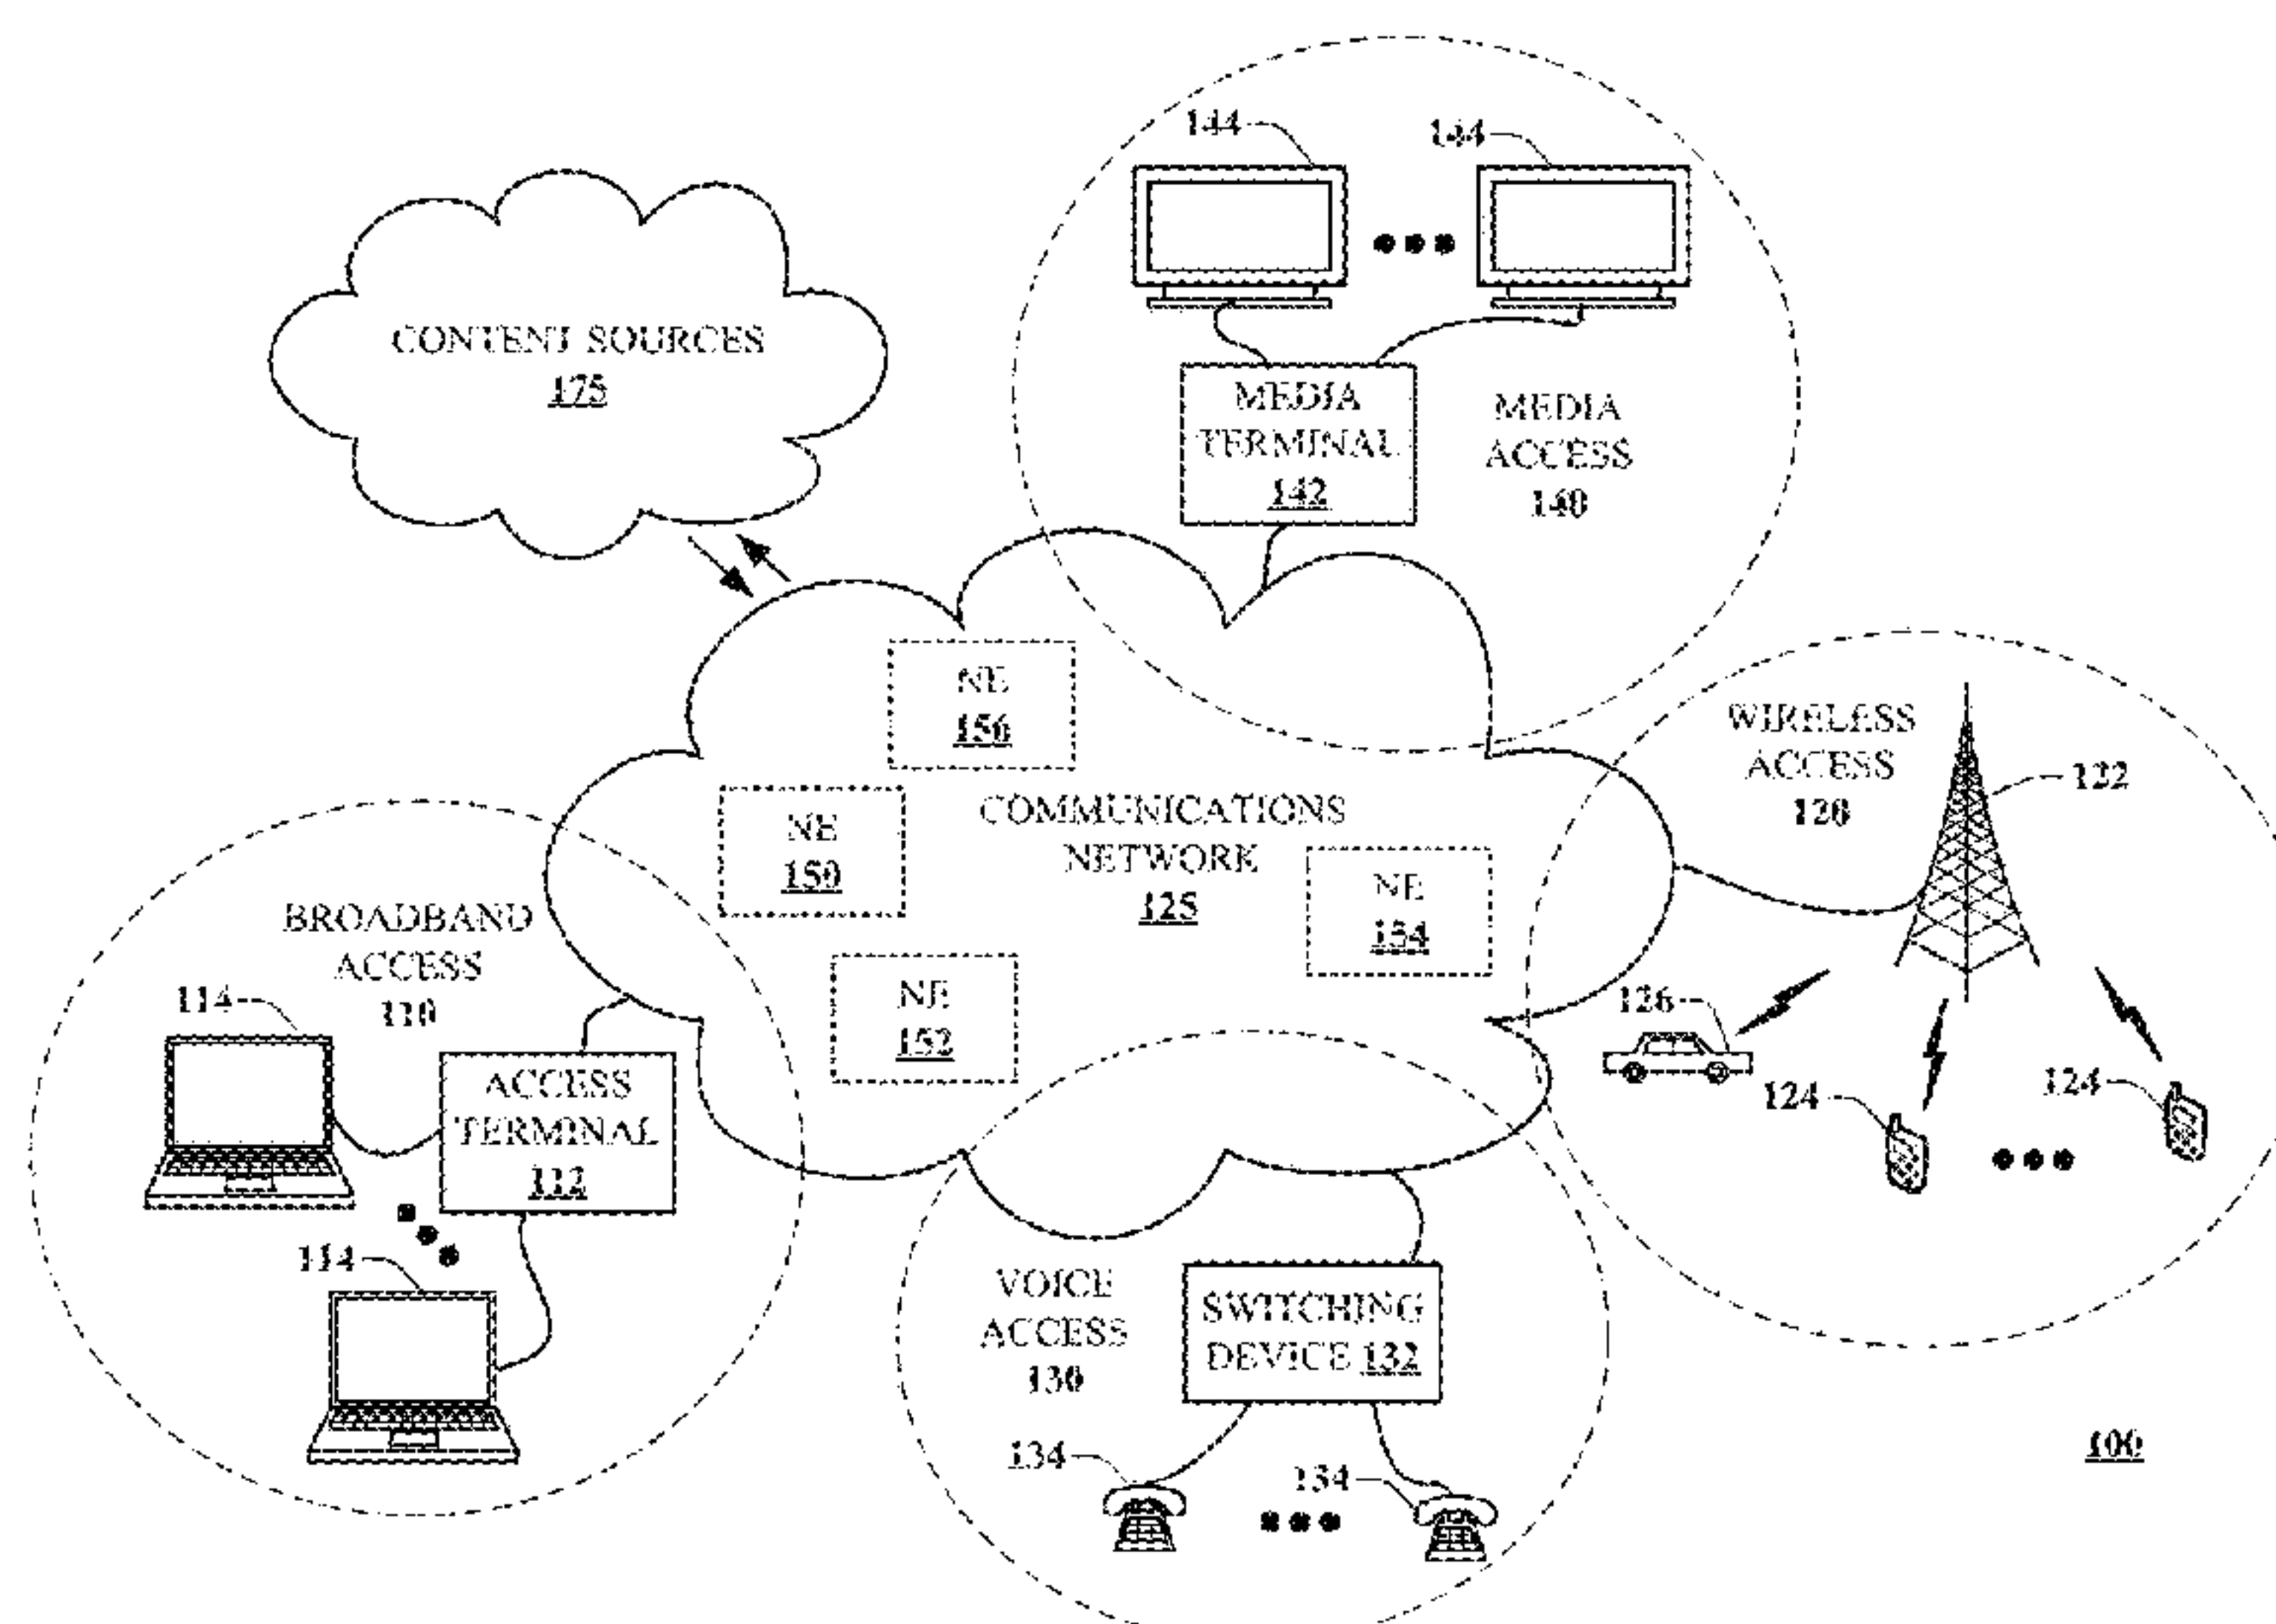 144
144
CONTENT SOURCES
175
MEDIA
TERMINAL
142
MEDIA
ACCESS
140
NE
156
WIRELESS
ACCESS
120
122
NE
150
COMMUNICATIONS
NETWORK
125
NE
154
BROADBAND
ACCESS
110
114
NE
152
126
124
124
ACCESS
TERMINAL
112
114
VOICE
ACCESS
130
SWITCHING
DEVICE 132
134
134
100